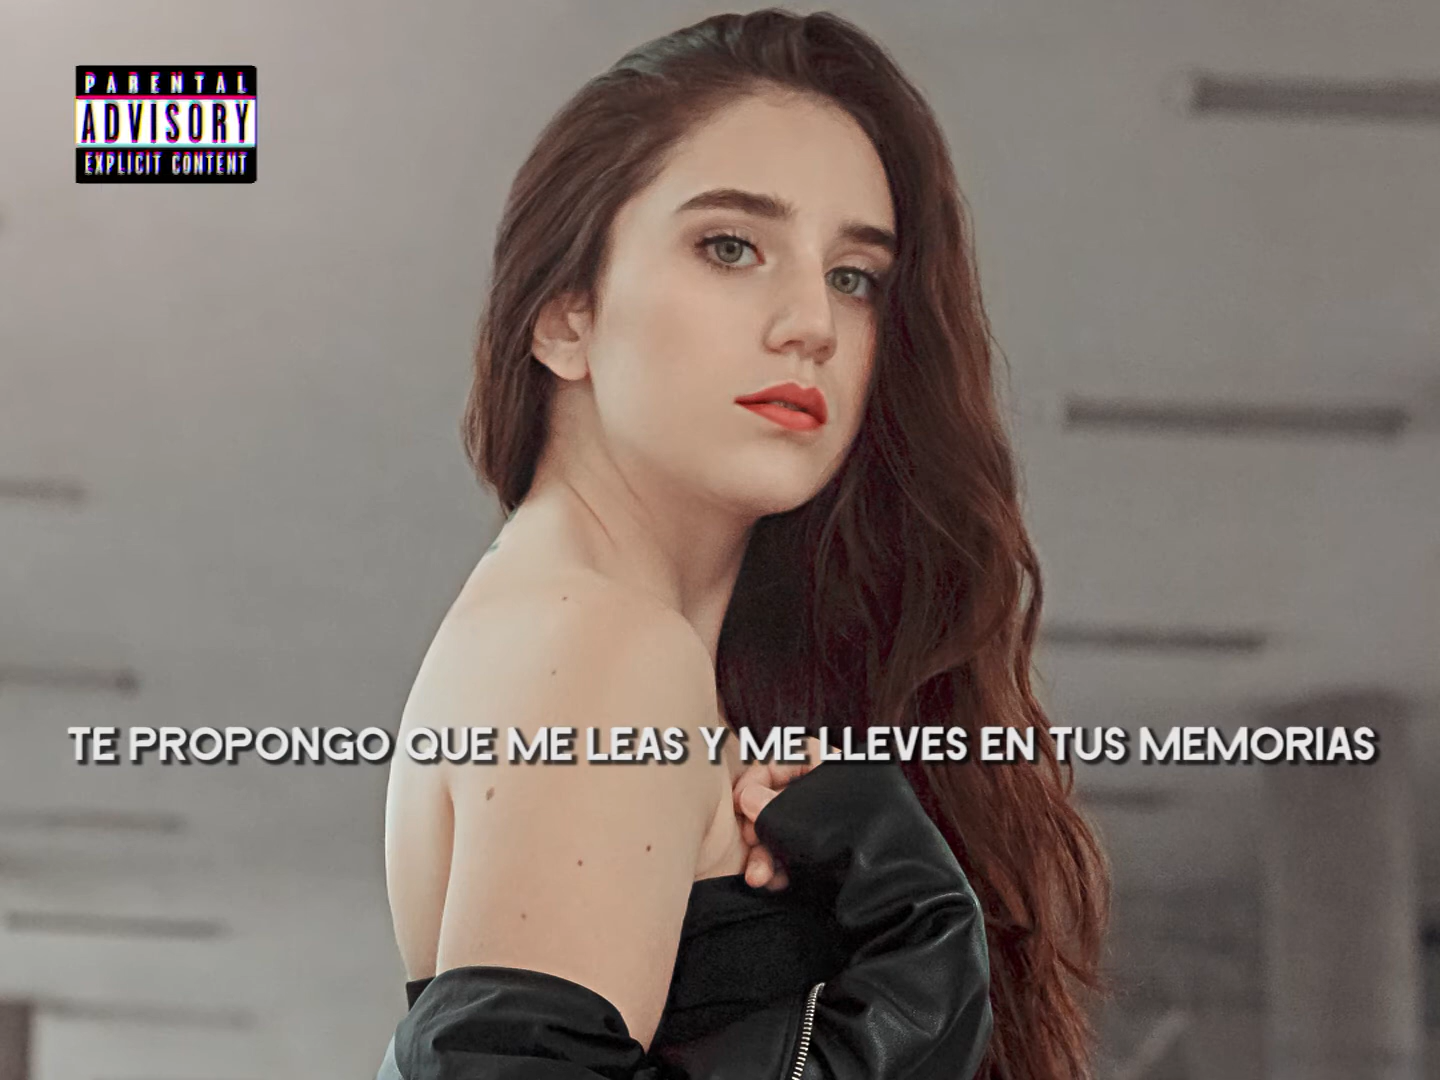 PARENTAL
ADVISORY
EXPLICIT CONTENT
TE PROPONGO QUE ME LEAS Y ME LLEVES EN TUS MEMORIAS